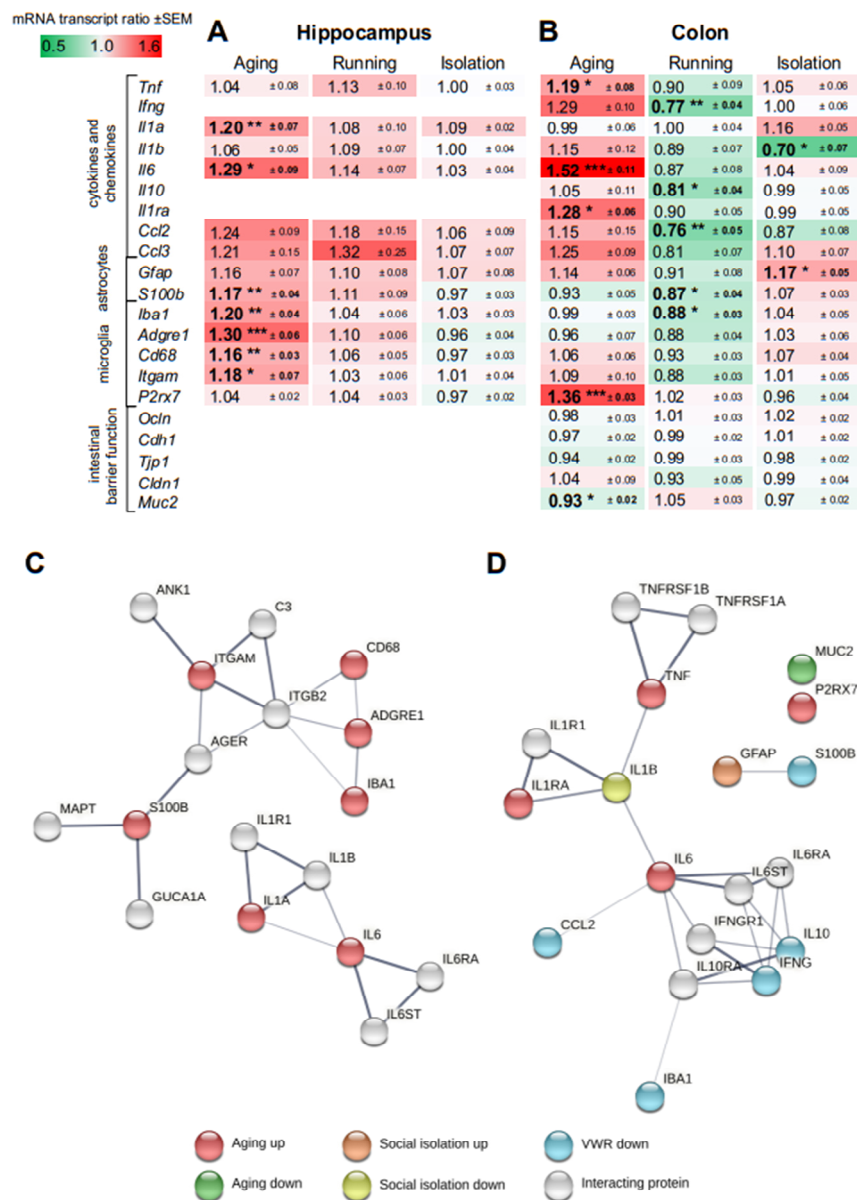 mRNA transcript ratio ±SEM
0.5 1.0 1.6
A Hippocampus
B Colon
Aging Running Isolation Aging Running Isolation
cytokines and chemokines
Tnf 1.04 ± 0.08 1.13 ± 0.10 1.00 ± 0.03 1.19 * ± 0.08 0.90 ± 0.09 1.05 ± 0.06
Ifng 1.29 ± 0.10 0.77 ** ± 0.04 1.00 ± 0.06
Il1a 1.20 ** ± 0.07 1.08 ± 0.10 1.09 ± 0.02 0.99 ± 0.06 1.00 ± 0.04 1.16 ± 0.05
Il1b 1.06 ± 0.05 1.09 ± 0.07 1.00 ± 0.04 1.15 ± 0.12 0.89 ± 0.07 0.70 * ± 0.07
Il6 1.29 * ± 0.09 1.14 ± 0.07 1.03 ± 0.04 1.52 *** ± 0.11 0.87 ± 0.08 1.04 ± 0.09
Il10 1.05 ± 0.11 0.81 * ± 0.04 0.99 ± 0.05
Il1ra 1.28 * ± 0.06 0.90 ± 0.05 0.99 ± 0.05
Ccl2 1.24 ± 0.09 1.18 ± 0.15 1.06 ± 0.09 1.15 ± 0.15 0.76 ** ± 0.05 0.87 ± 0.08
Ccl3 1.21 ± 0.15 1.32 ± 0.25 1.07 ± 0.07 1.25 ± 0.09 0.81 ± 0.07 1.10 ± 0.07
astrocytes
Gfap 1.16 ± 0.07 1.10 ± 0.08 1.07 ± 0.08 1.14 ± 0.06 0.91 ± 0.08 1.17 * ± 0.05
S100b 1.17 ** ± 0.04 1.11 ± 0.09 0.97 ± 0.03 0.93 ± 0.05 0.87 * ± 0.04 1.07 ± 0.03
microglia
Iba1 1.20 ** ± 0.04 1.04 ± 0.06 1.03 ± 0.03 0.99 ± 0.03 0.88 * ± 0.03 1.04 ± 0.05
Adgre1 1.30 *** ± 0.06 1.10 ± 0.06 0.96 ± 0.04 0.96 ± 0.07 0.88 ± 0.04 1.03 ± 0.06
Cd68 1.16 ** ± 0.03 1.06 ± 0.05 0.97 ± 0.03 1.06 ± 0.06 0.93 ± 0.03 1.07 ± 0.04
Itgam 1.18 * ± 0.07 1.03 ± 0.06 1.01 ± 0.04 1.09 ± 0.10 0.88 ± 0.03 1.01 ± 0.05
P2rx7 1.04 ± 0.02 1.04 ± 0.03 0.97 ± 0.02 1.36 *** ± 0.03 1.02 ± 0.03 0.96 ± 0.04
intestinal barrier function
Ocln 0.98 ± 0.03 1.01 ± 0.03 1.02 ± 0.02
Cdh1 0.97 ± 0.02 0.99 ± 0.02 1.01 ± 0.02
Tjp1 0.94 ± 0.02 0.99 ± 0.03 0.98 ± 0.02
Cldn1 1.04 ± 0.09 0.93 ± 0.05 0.99 ± 0.04
Muc2 0.93 * ± 0.02 1.05 ± 0.03 0.97 ± 0.02
C
ANK1
C3
ITGAM
CD68
ITGB2
ADGRE1
AGER
IBA1
MAPT
S100B
GUCA1A
IL1R1
IL1B
IL1A
IL6
IL6RA
IL6ST
D
TNFRSF1B
TNFRSF1A
MUC2
TNF
P2RX7
IL1R1
GFAP
S100B
IL1RA
IL1B
IL6
IL6ST
IL6RA
CCL2
IFNGR1
IL10
IL10RA
IFNG
IBA1
Aging up
Social isolation up
VWR down
Aging down
Social isolation down
Interacting protein